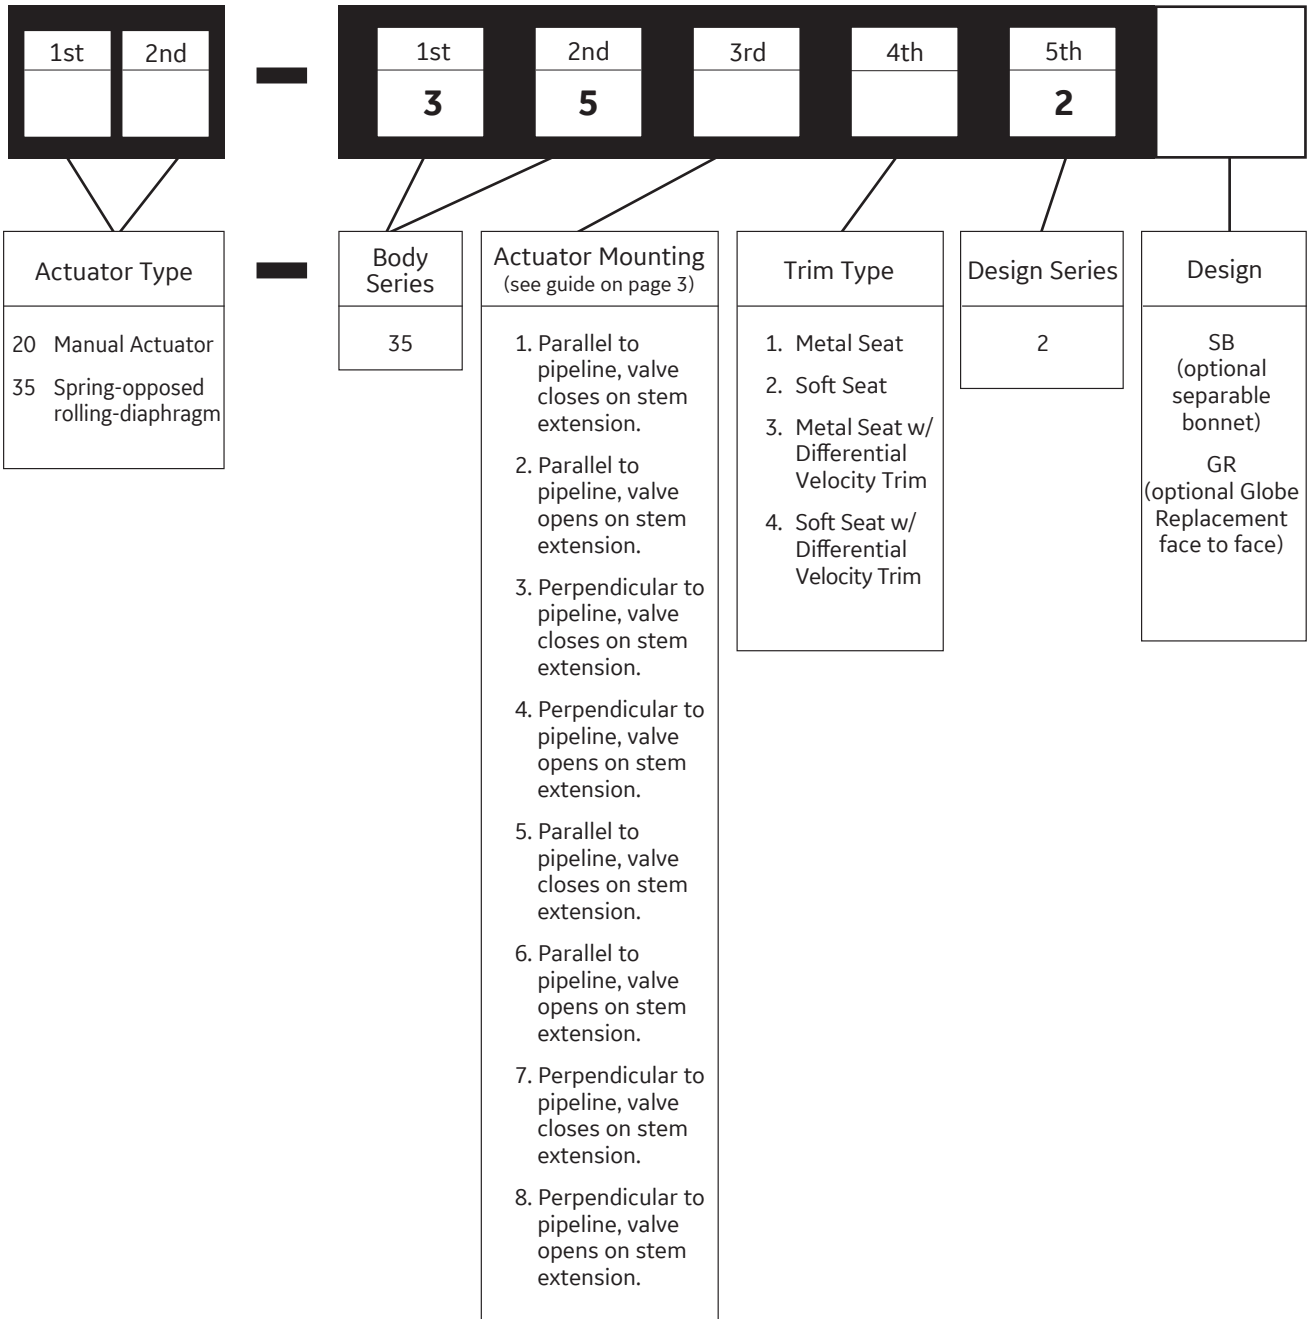 1st 2nd 1st 2nd 3rd 4th 5th
3 5 2
Actuator Type
20 Manual Actuator
35 Spring-opposed
rolling-diaphragm
Body
Series
35
Actuator Mounting
(see guide on page 3)
1. Parallel to
pipeline, valve
closes on stem
extension.
2. Parallel to
pipeline, valve
opens on stem
extension.
3. Perpendicular to
pipeline, valve
closes on stem
extension.
4. Perpendicular to
pipeline, valve
opens on stem
extension.
5. Parallel to
pipeline, valve
closes on stem
extension.
6. Parallel to
pipeline, valve
opens on stem
extension.
7. Perpendicular to
pipeline, valve
closes on stem
extension.
8. Perpendicular to
pipeline, valve
opens on stem
extension.
Trim Type
1. Metal Seat
2. Soft Seat
3. Metal Seat w/
Differential
Velocity Trim
4. Soft Seat w/
Differential
Velocity Trim
Design Series
2
Design
SB
(optional
separable
bonnet)
GR
(optional Globe
Replacement
face to face)